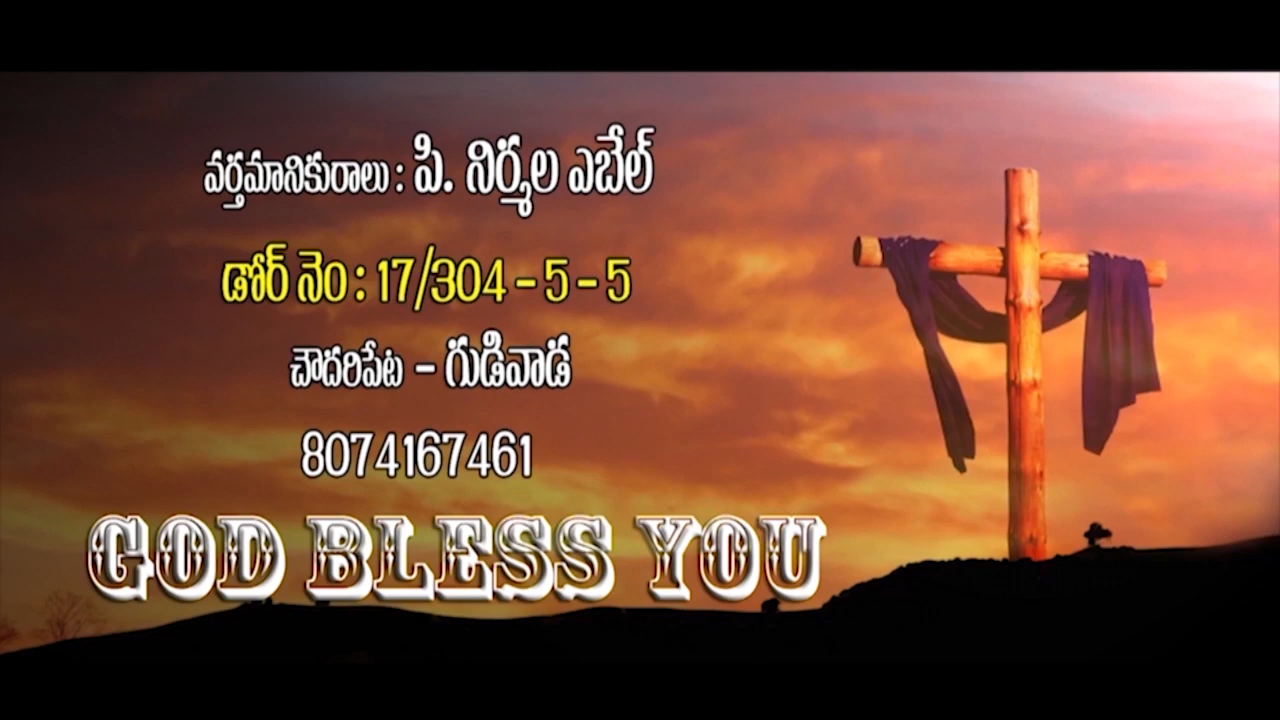 వర్తమానికురాలు : పి. నిర్మల ఎబేల్
డోర్ నెం : 17/304 - 5 - 5
చౌదరిపేట - గుడివాడ
8074167461
GOD BLESS YOU